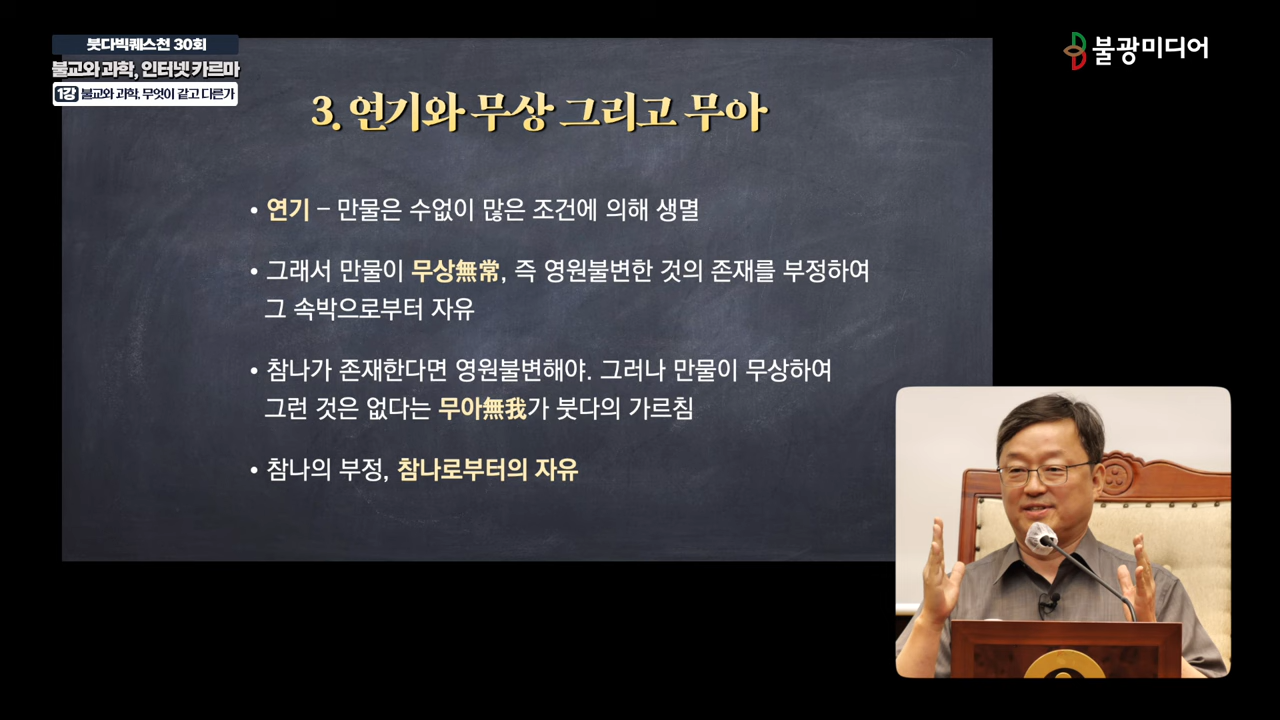 붓다빅퀘스천 30회
불교와 과학, 인터넷 카르마
1강 불교와 과학, 무엇이 같고 다른가
불광미디어
3. 연기와 무상 그리고 무아
• 연기 – 만물은 수없이 많은 조건에 의해 생멸
• 그래서 만물이 무상無常, 즉 영원불변한 것의 존재를 부정하여
그 속박으로부터 자유
• 참나가 존재한다면 영원불변해야. 그러나 만물이 무상하여
그런 것은 없다는 무아無我가 붓다의 가르침
• 참나의 부정, 참나로부터의 자유